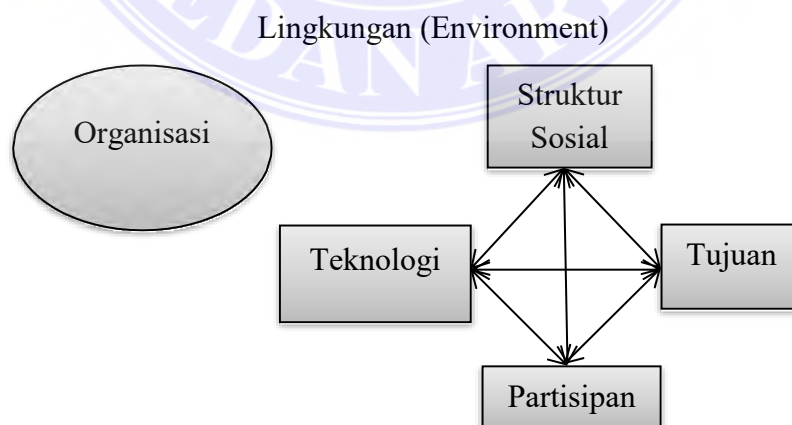 Lingkungan (Environment)
Organisasi
Struktur
Sosial
Teknologi
Tujuan
Partisipan